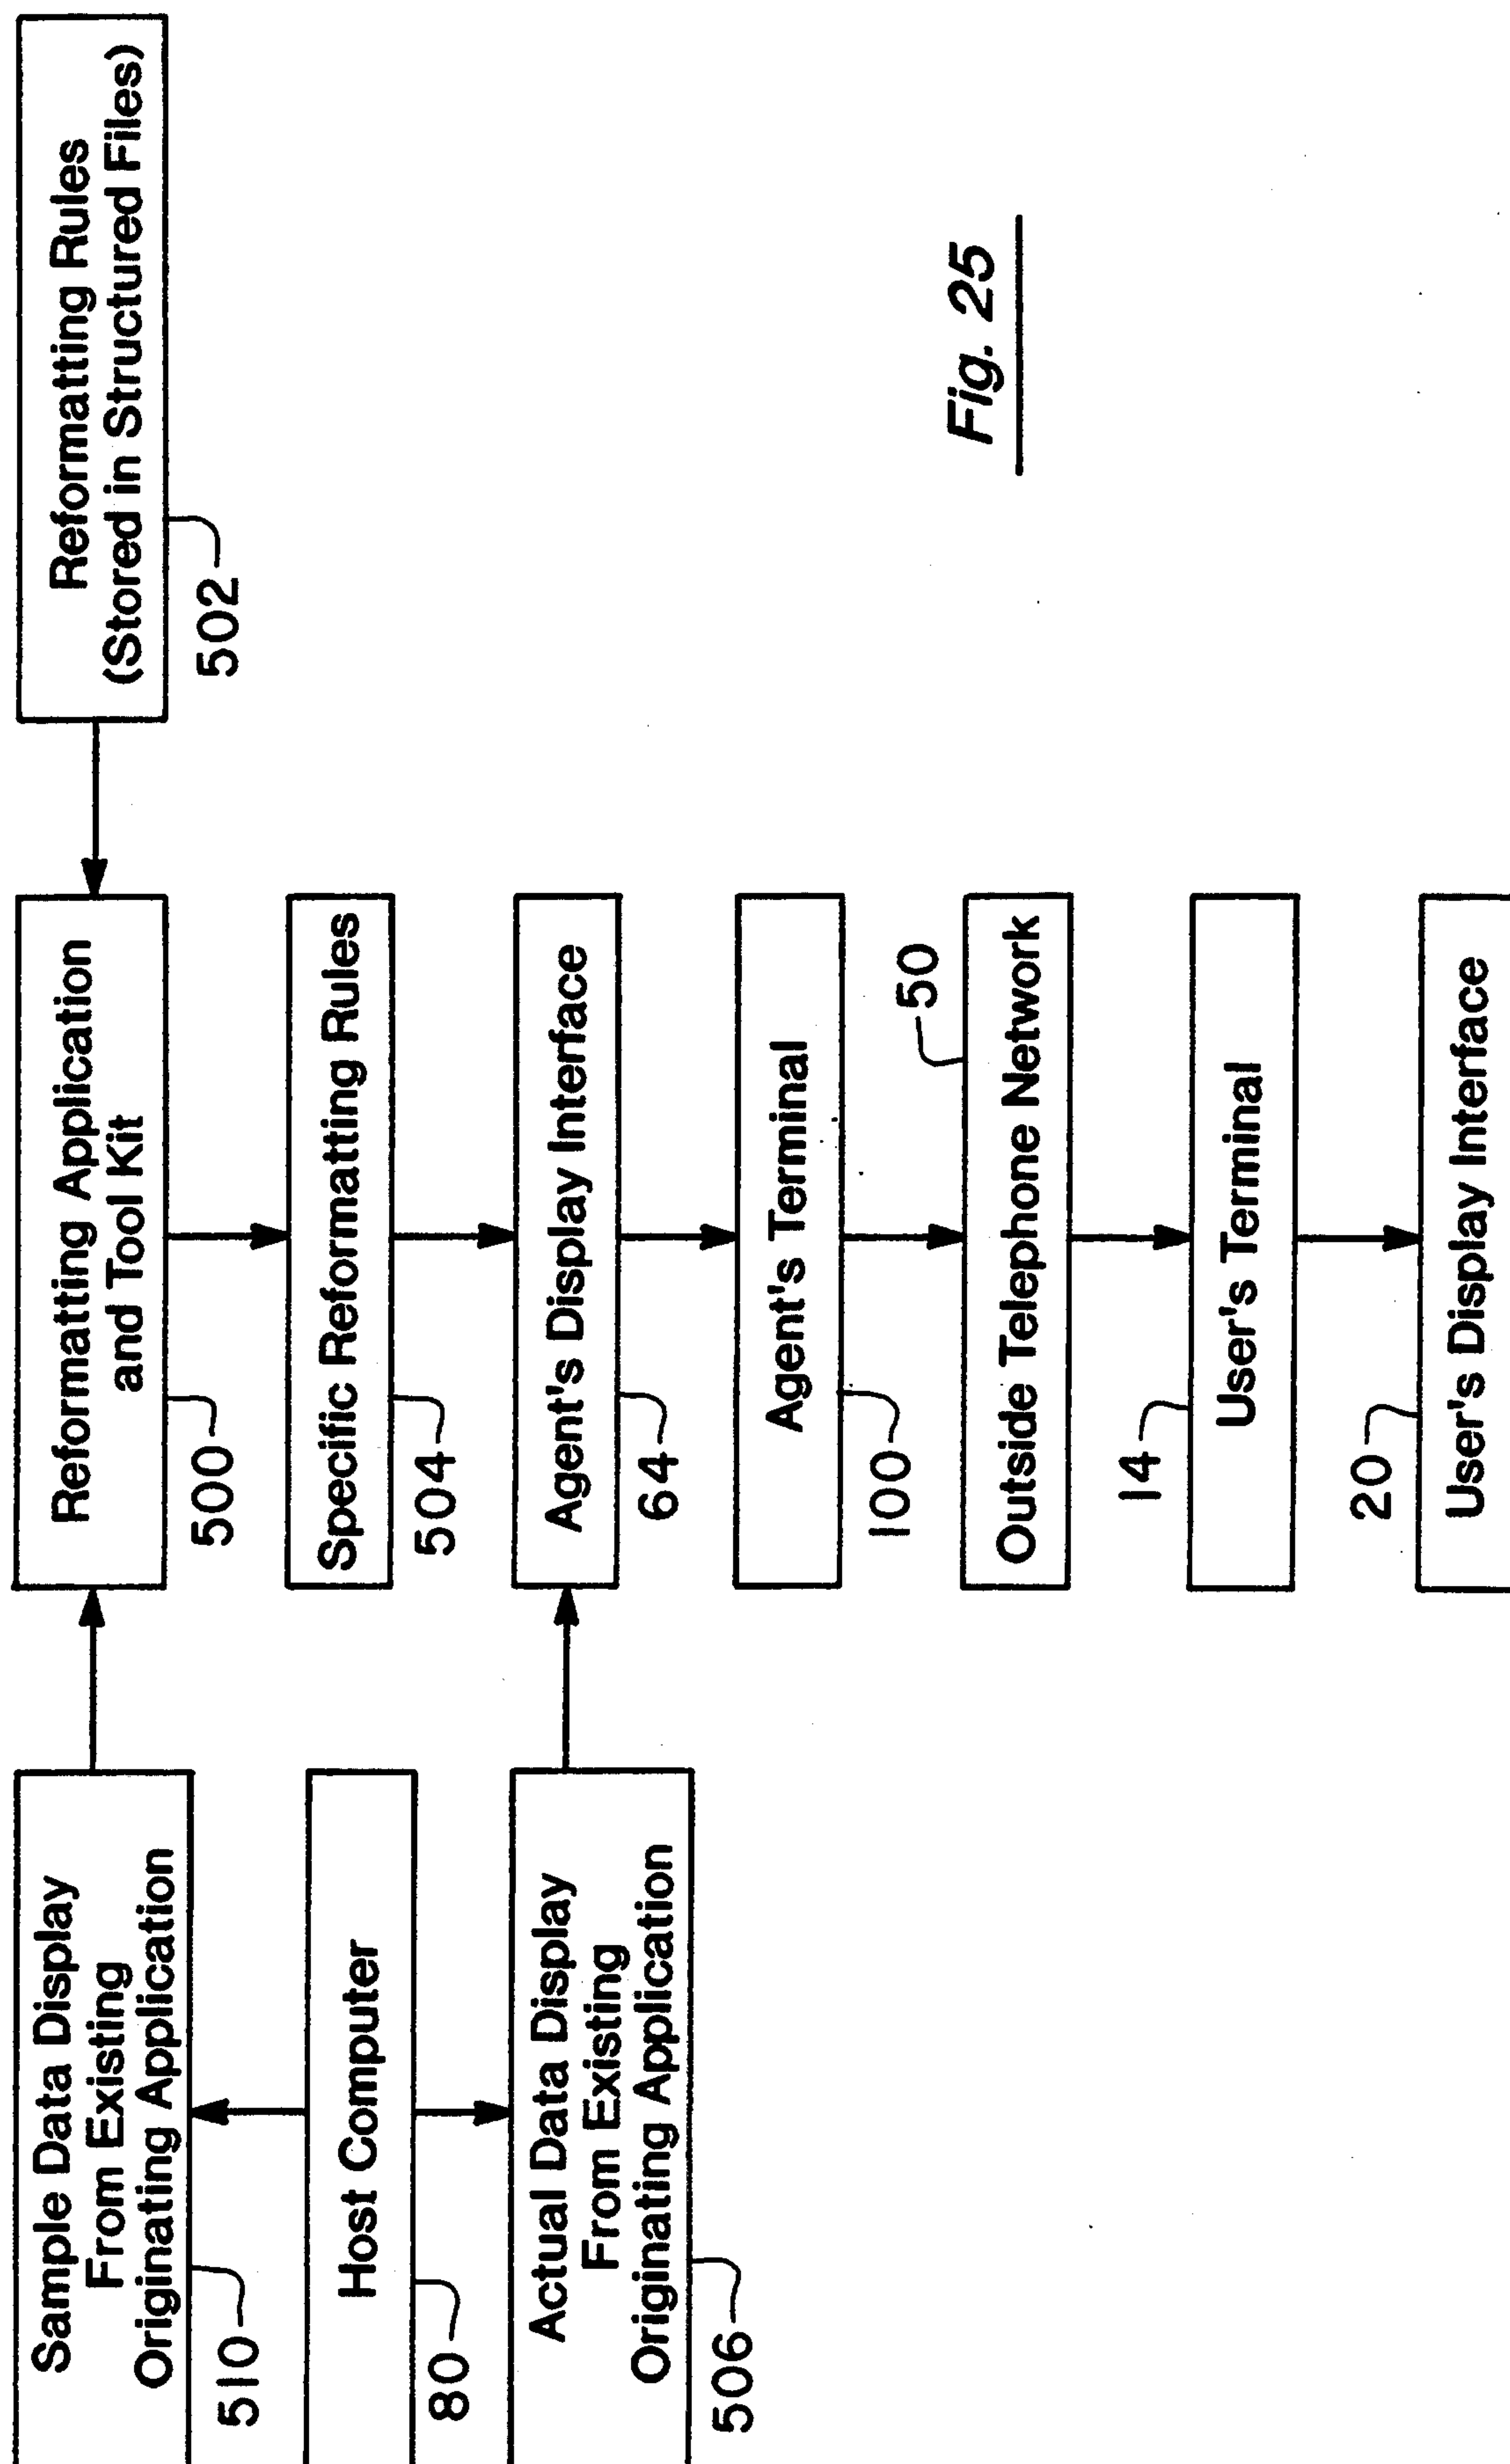 Sample Data Display
From Existing
Originating Application
510
Reformatting Application
and Tool Kit
500
Reformatting Rules
(Stored in Structured Files)
502
Host Computer
80
Specific Reformatting Rules
504
Actual Data Display
From Existing
Originating Application
506
Agent's Display Interface
64
Agent's Terminal
100
50
Outside Telephone Network
14
User's Terminal
20
User's Display Interface
Fig. 25